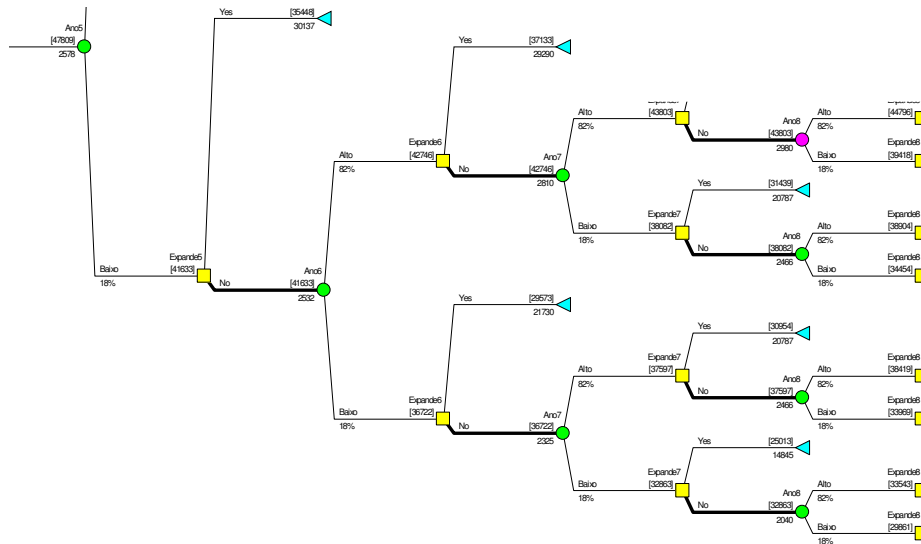 Ano5
[47809]
2578
Yes
[35448]
30137
Baixo
18%
Expande5
[41633]
No
Ano6
[41633]
2532
Alto
82%
Expande6
[42746]
Yes
[37133]
29290
No
Ano7
[42746]
2810
Alto
82%
[43803]
No
Ano8
[43803]
2980
Alto
82%
[44796]
Baixo
18%
Expande8
[39418]
Baixo
18%
Expande7
[38082]
Yes
[31439]
20787
No
Ano8
[38082]
2466
Alto
82%
Expande8
[38904]
Baixo
18%
Expande8
[34454]
Baixo
18%
Expande6
[36722]
Yes
[29573]
21730
No
Ano7
[36722]
2325
Alto
82%
Expande7
[37597]
Yes
[30954]
20787
No
Ano8
[37597]
2466
Alto
82%
Expande8
[38419]
Baixo
18%
Expande8
[33969]
Baixo
18%
Expande7
[32863]
Yes
[25013]
14845
No
Ano8
[32863]
2040
Alto
82%
Expande8
[33543]
Baixo
18%
Expande8
[29861]